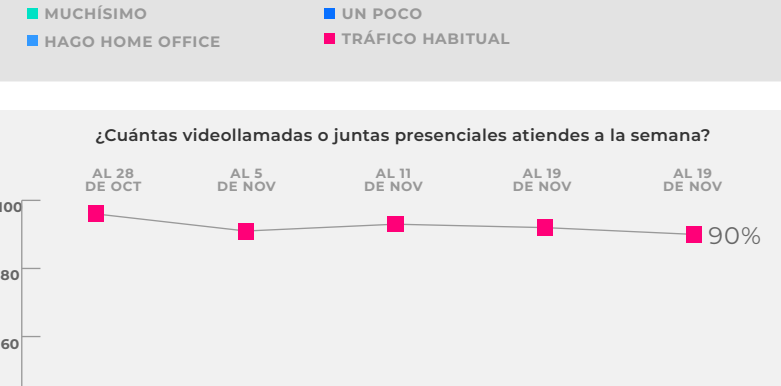 MUCHÍSIMO
UN POCO
HAGO HOME OFFICE
TRÁFICO HABITUAL
¿Cuántas videollamadas o juntas presenciales atiendes a la semana?
AL 28
DE OCT
AL 5
DE NOV
AL 11
DE NOV
AL 19
DE NOV
AL 19
DE NOV
100
90%
80
60